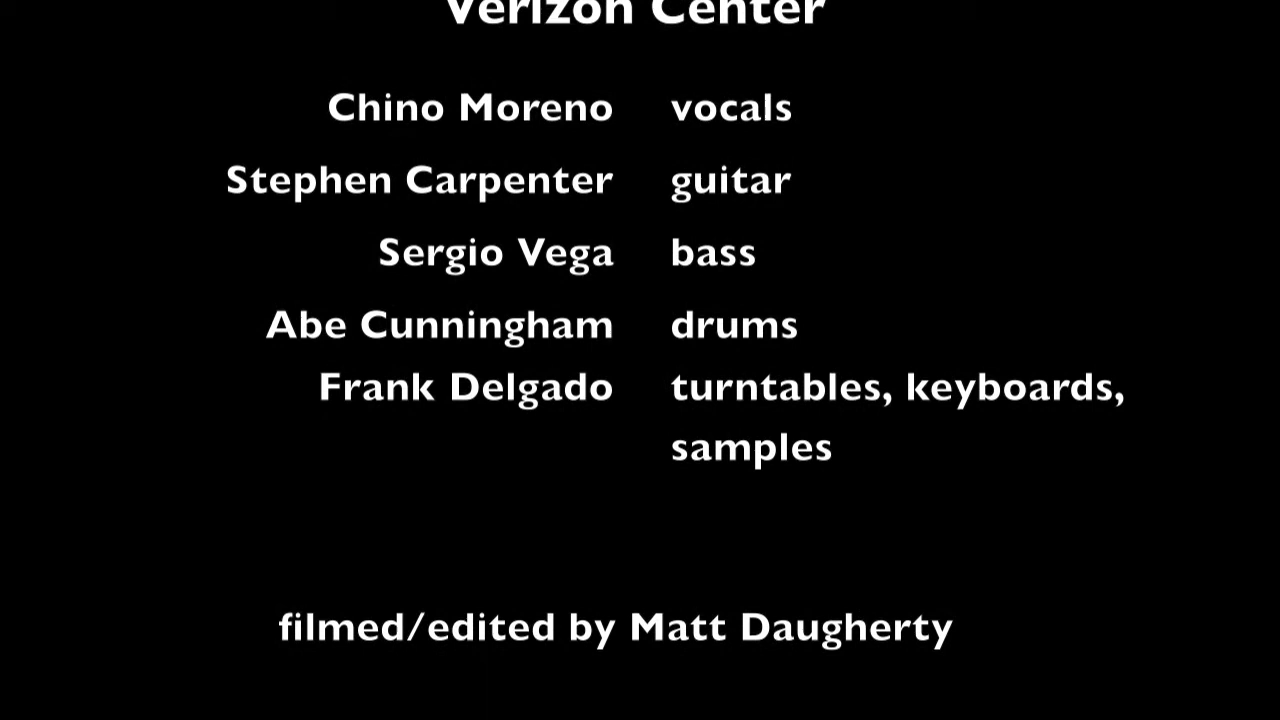 Verizon Center
Chino Moreno vocals
Stephen Carpenter guitar
Sergio Vega bass
Abe Cunningham drums
Frank Delgado turntables, keyboards,
samples
filmed/edited by Matt Daugherty